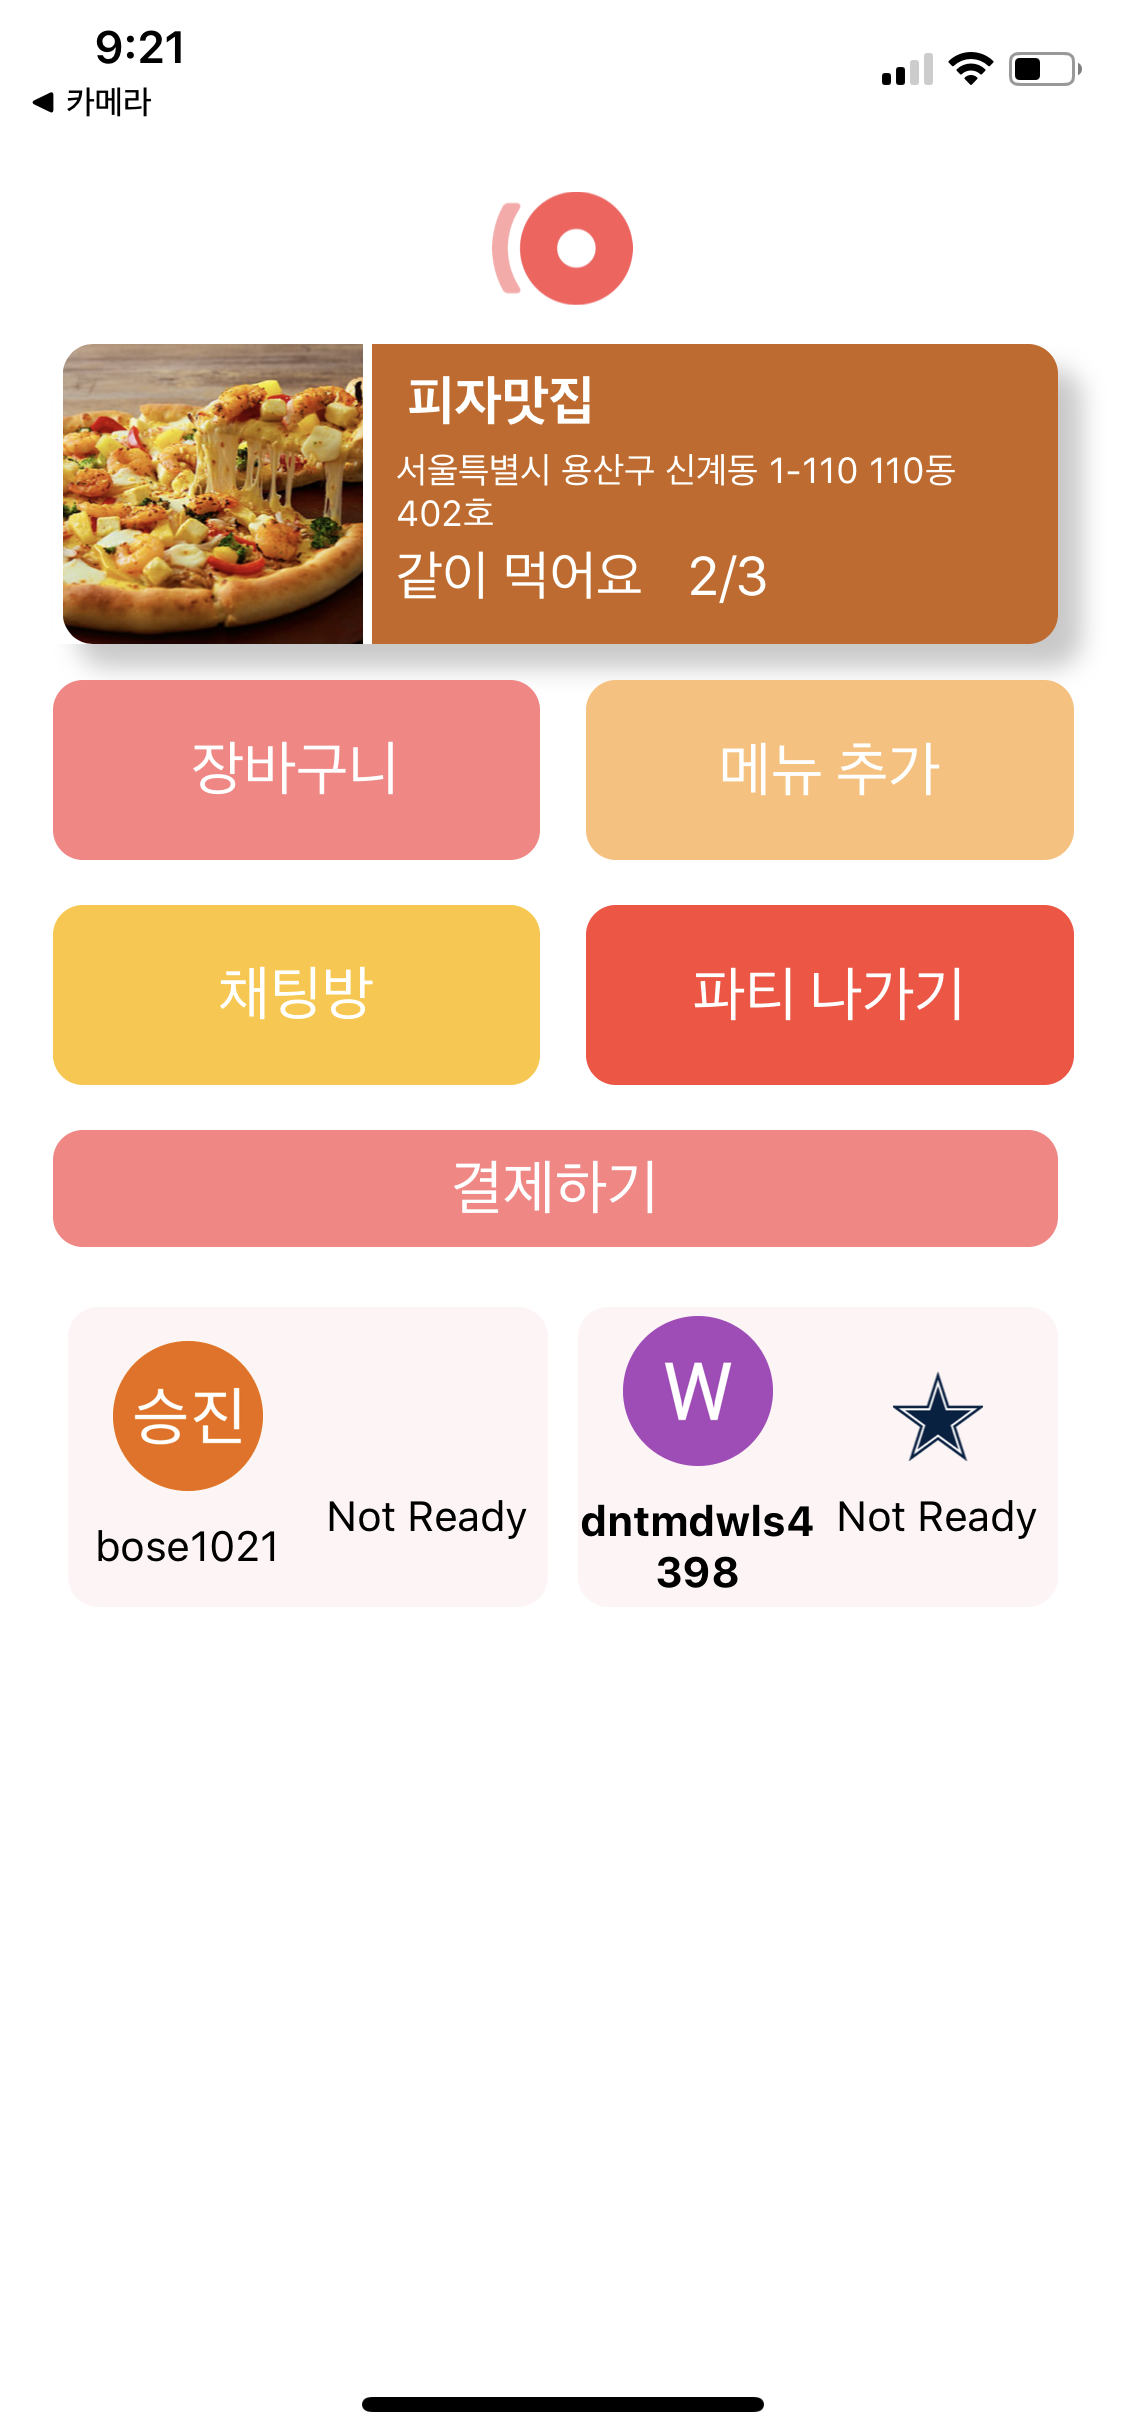 9:21
◀ 카메라
피자맛집
서울특별시 용산구 신계동 1-110 110동
402호
같이 먹어요 2/3
장바구니
메뉴 추가
채팅방
파티 나가기
결제하기
승진
bose1021
Not Ready
W
dntmdwls4
398
Not Ready